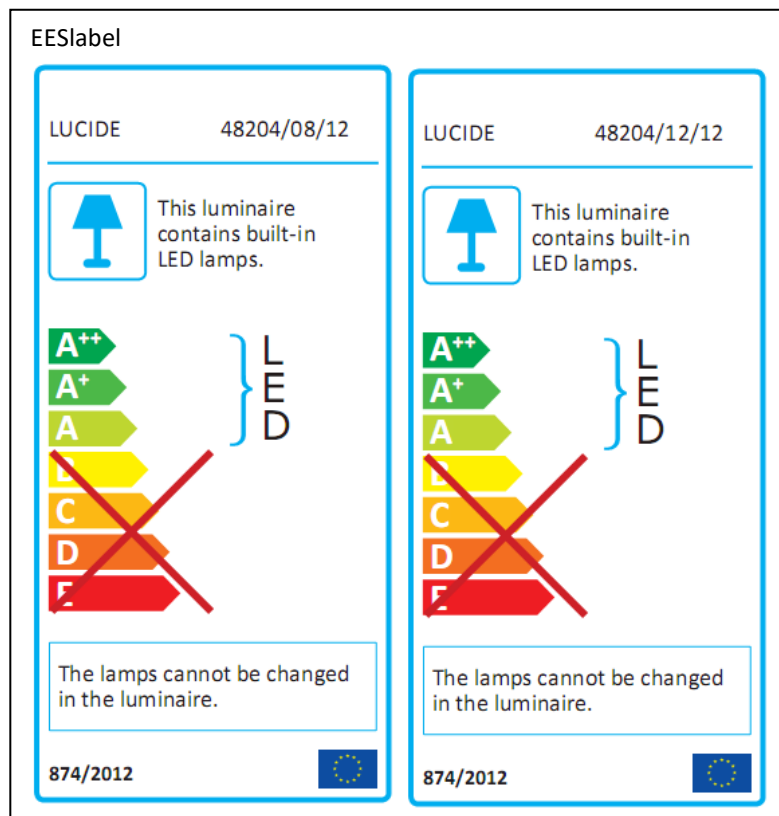 EESlabel
LUCIDE 48204/08/12
This luminaire
contains built-in
LED lamps.
A++
A+
A
B
C
D
E
L
E
D
The lamps cannot be changed
in the luminaire.
874/2012
LUCIDE 48204/12/12
This luminaire
contains built-in
LED lamps.
A++
A+
A
B
C
D
E
L
E
D
The lamps cannot be changed
in the luminaire.
874/2012